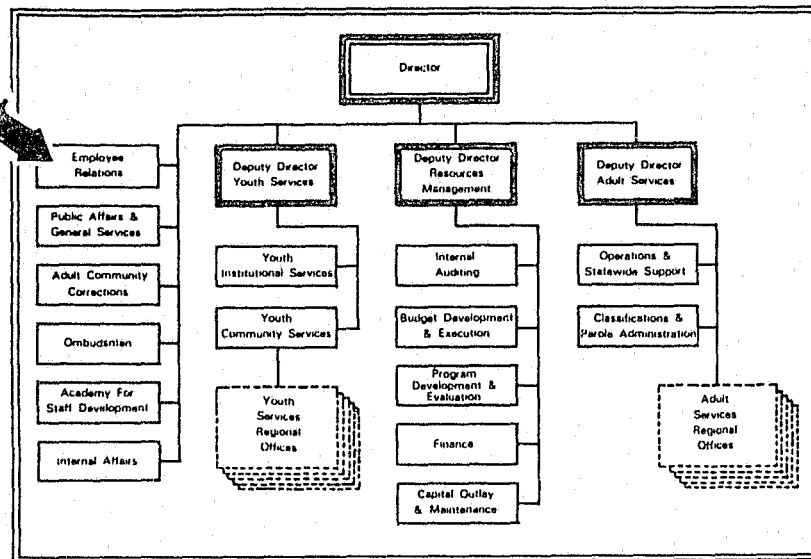 Director
Employee
Relations
Public Affairs &
General Services
Adult Community
Corrections
Ombudsman
Academy For
Staff Development
Internal Affairs
Deputy Director
Youth Services
Youth
Institutional Services
Youth
Community Services
Youth
Services
Regional
Offices
Deputy Director
Resources
Management
Internal
Auditing
Budget Development
& Execution
Program
Development &
Evaluation
Finance
Capital Outlay
& Maintenance
Deputy Director
Adult Services
Operations &
Statewide Support
Classifications &
Parole Administration
Adult
Services
Regional
Offices